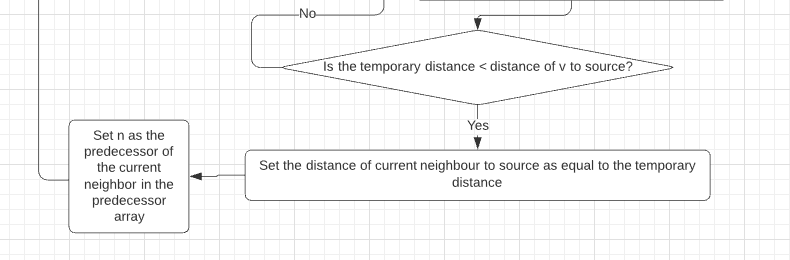 No
Is the temporary distance < distance of v to source?
Yes
Set n as the
predecessor of
the current
neighbor in the
predecessor
array
Set the distance of current neighbour to source as equal to the temporary
distance